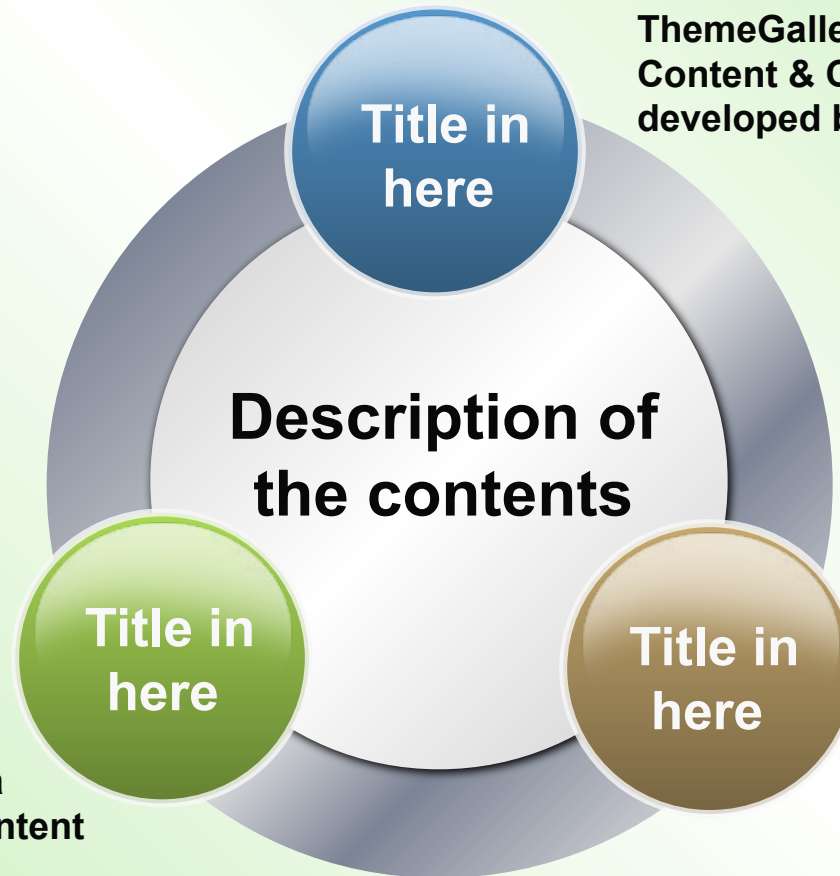 ThemeGalle
Content & C
developed b
Title in
here
Description of
the contents
Title in
here
Title in
here
ntent